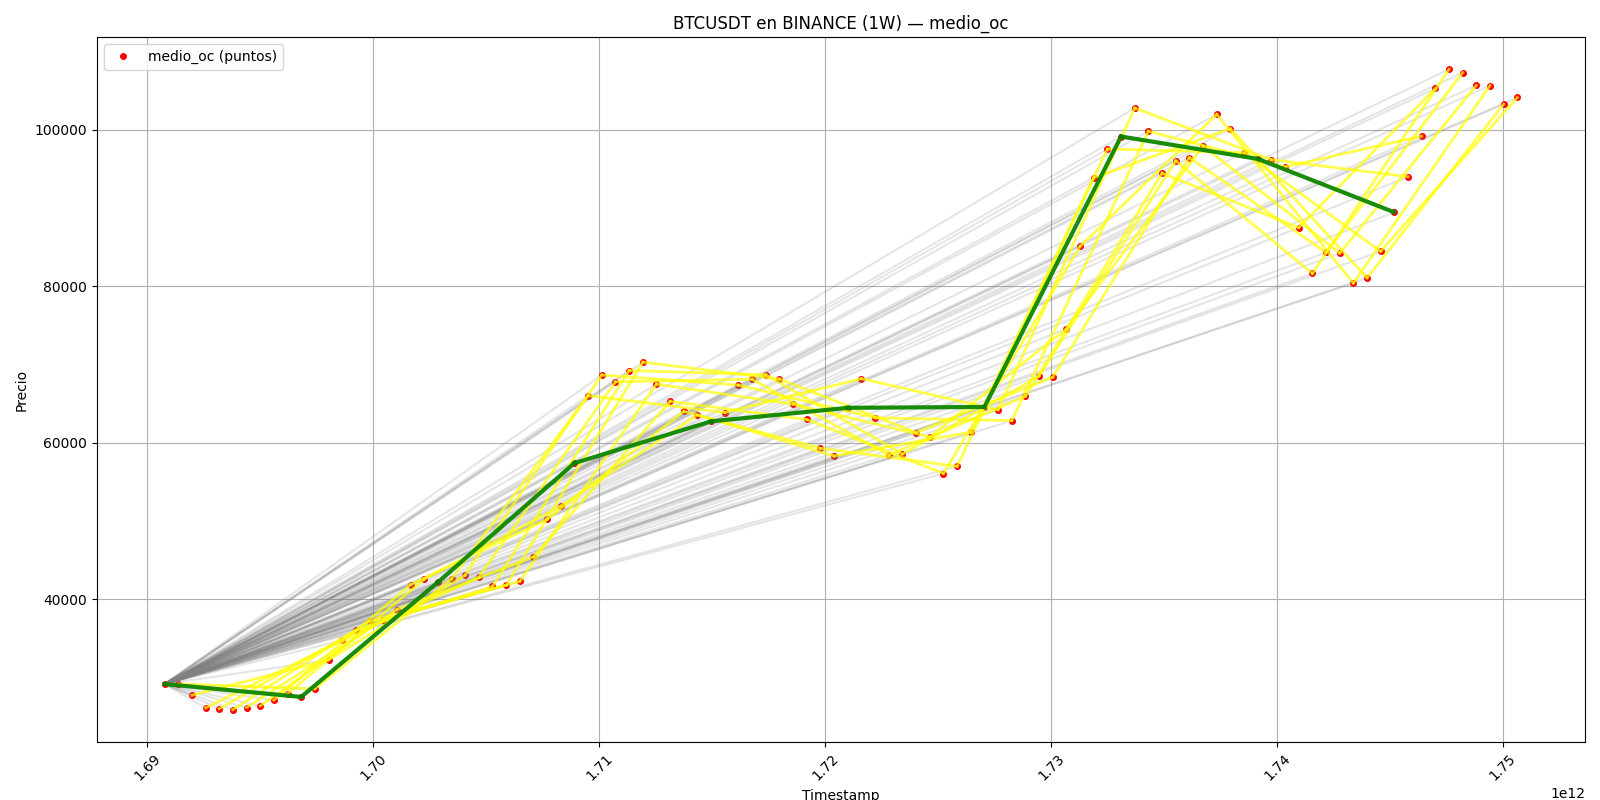 BTCUSDT en BINANCE (1W) — medio_oc
medio_oc (puntos)
Precio
100000
80000
60000
40000
1.69
1.70
1.71
1.72
1.73
1.74
1.75
1e12
Timestamp